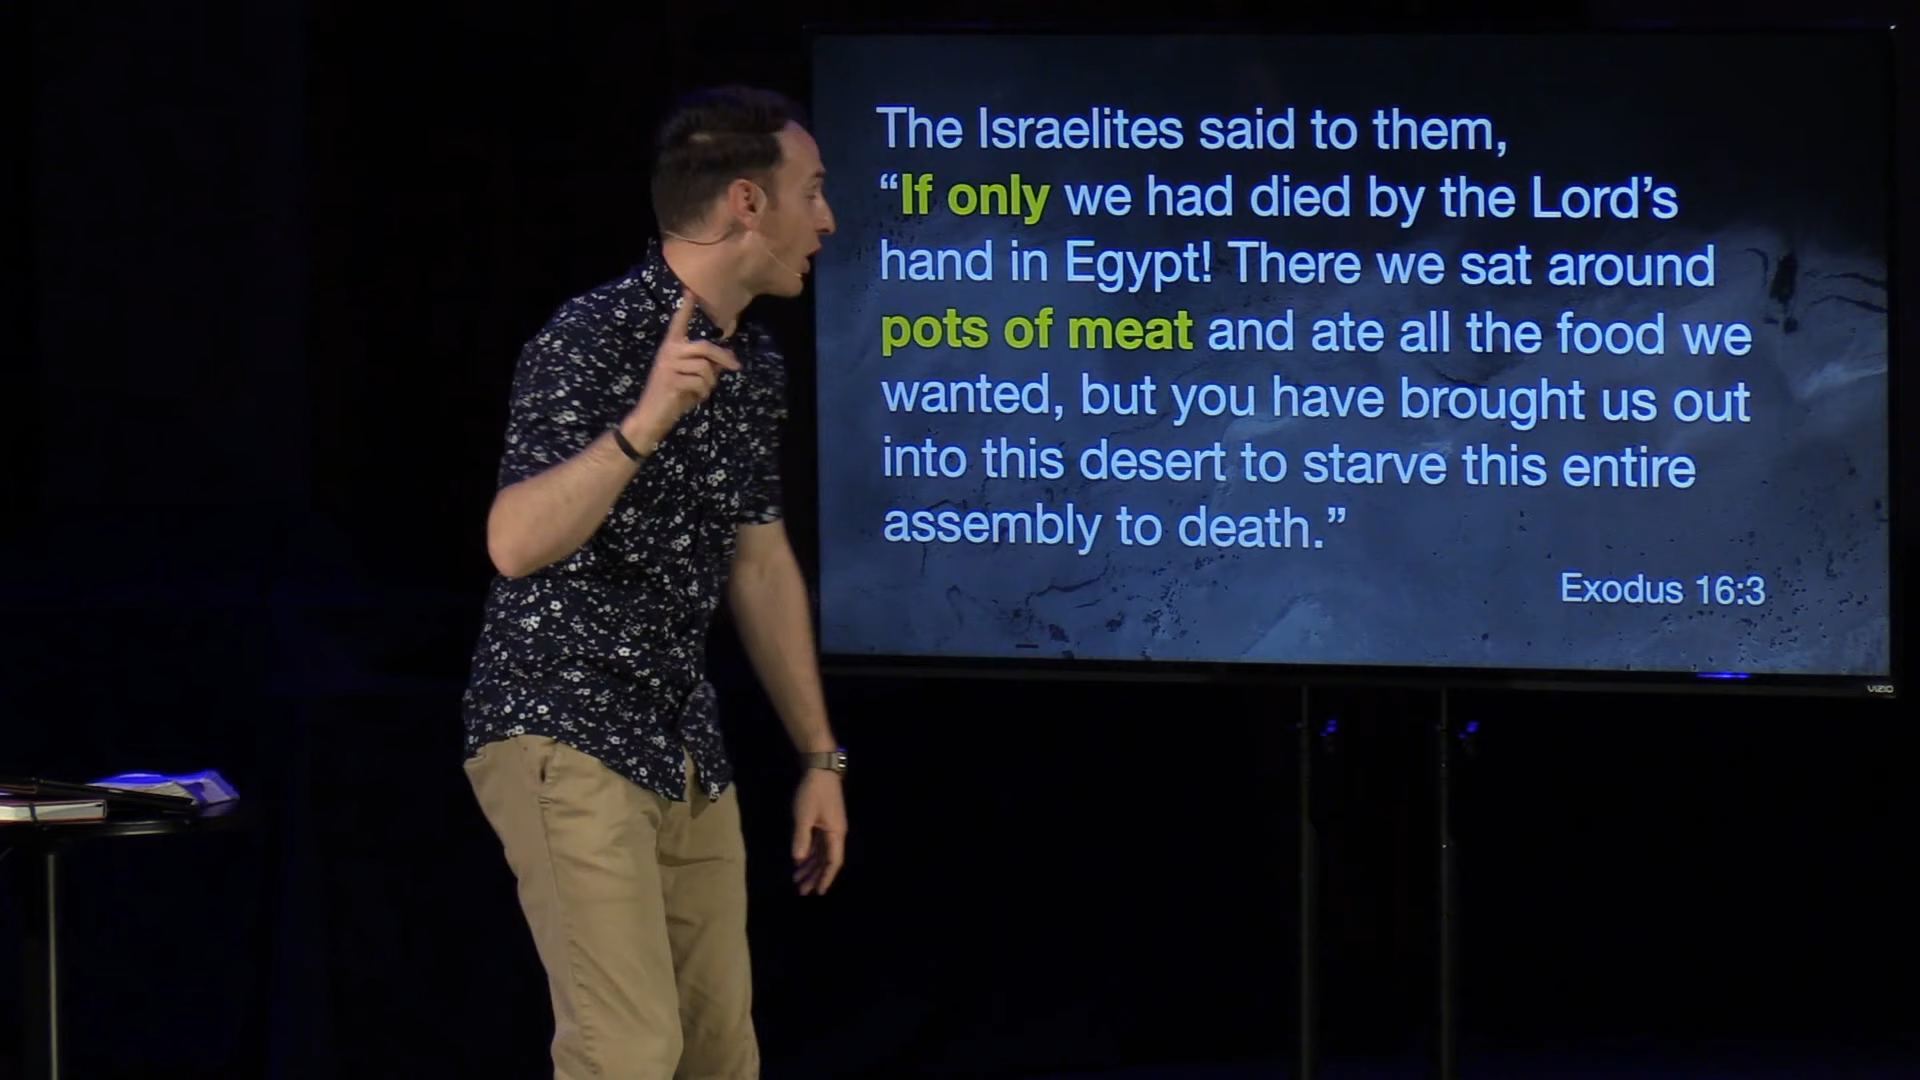 The Israelites said to them,
“If only we had died by the Lord’s
hand in Egypt! There we sat around
pots of meat and ate all the food we
wanted, but you have brought us out
into this desert to starve this entire
assembly to death.”
Exodus 16:3
VIZIO